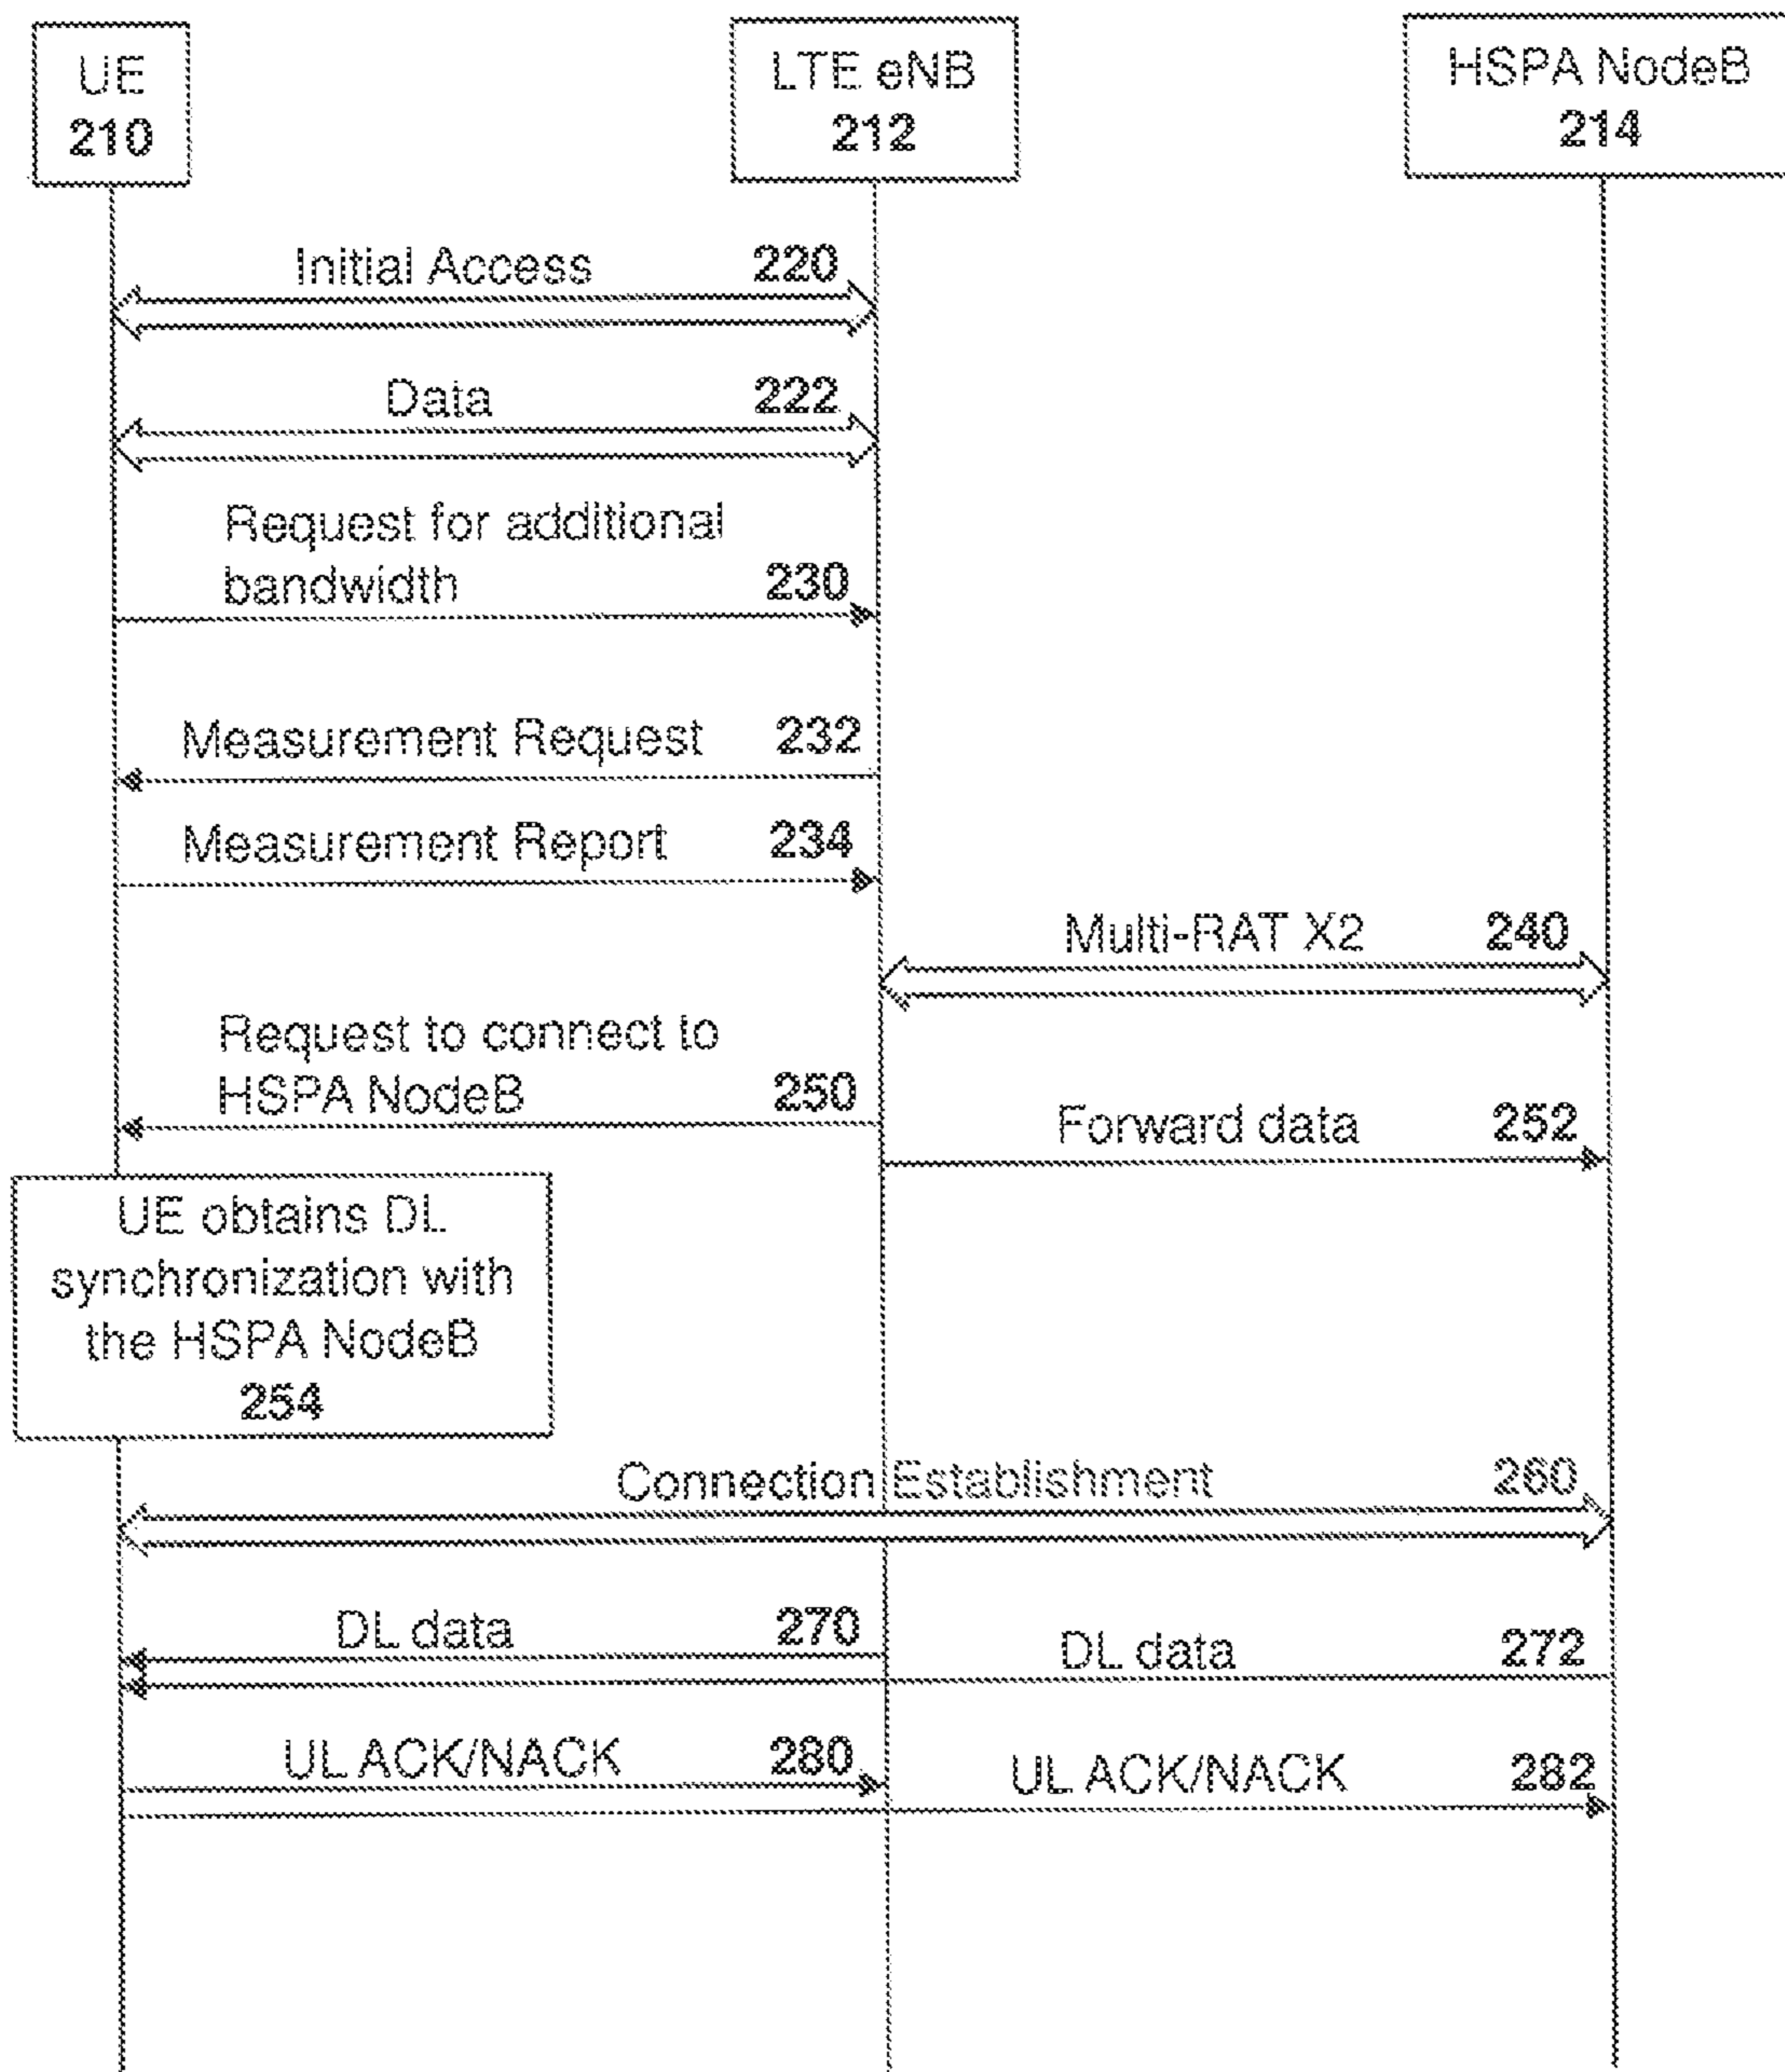 UE
210
LTE eNB
212
HSPA NodeB
214
Initial Access 220
Data 222
Request for additional
bandwidth 230
Measurement Request 232
Measurement Report 234
Multi-RAT X2 240
Request to connect to
HSPA NodeB 250
Forward data 252
UE obtains DL
synchronization with
the HSPA NodeB
254
Connection Establishment 260
DL data 270
DL data 272
UL ACK/NACK 280
UL ACK/NACK 282